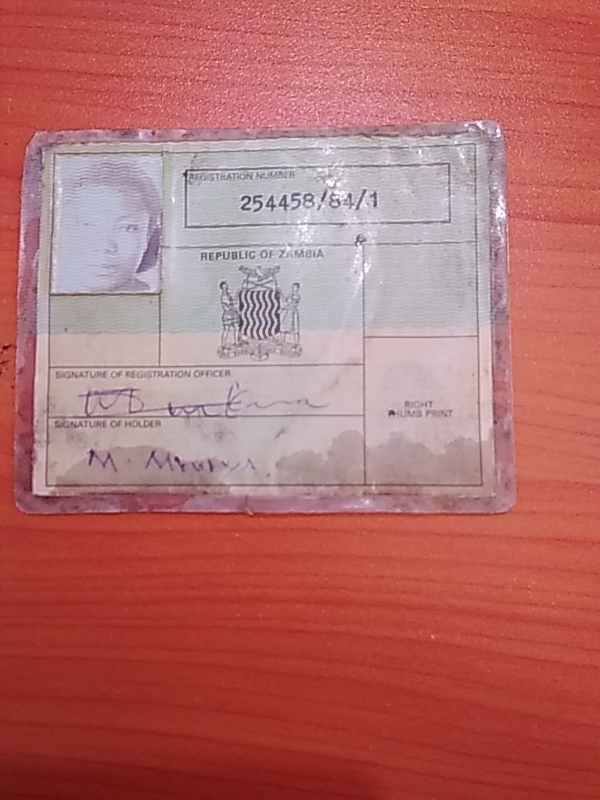 REGISTRATION NUMBER
254458/84/1
REPUBLIC OF ZAMBIA
SIGNATURE OF REGISTRATION OFFICER
SIGNATURE OF HOLDER
M.
RIGHT
THUMB PRINT